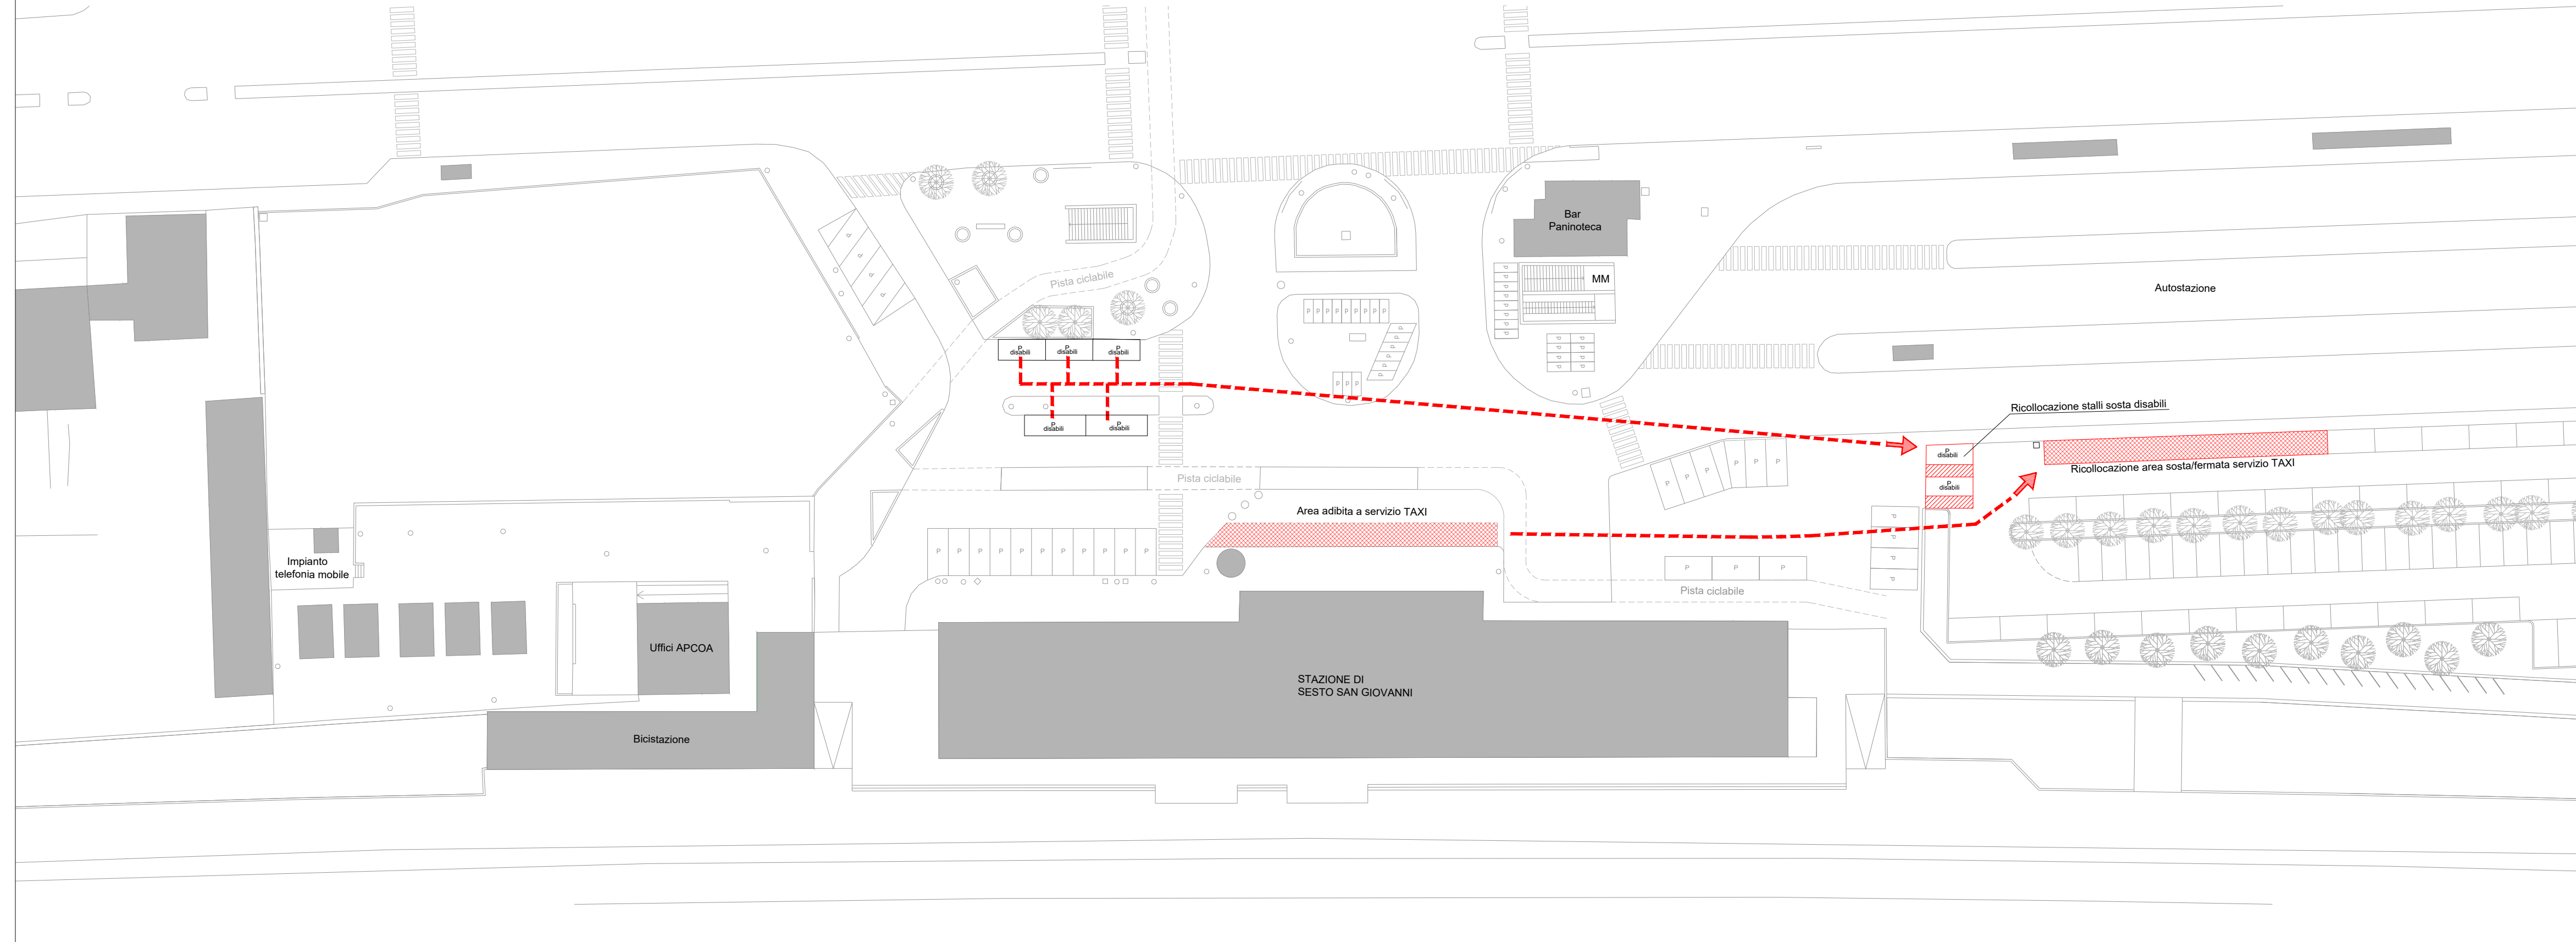 Bar
Paninoteca
Pista ciclabile
MM
Autostazione
P
disabili
P
disabili
P
disabili
Ricollocazione stalli sosta disabili
P
disabili
P
disabili
P
disabili
P
disabili
Ricollocazione area sosta/fermata servizio TAXI
Pista ciclabile
Area adibita a servizio TAXI
P P P P P P P P P P P
Impianto
telefonia mobile
P P P
Pista ciclabile
Uffici APCOA
STAZIONE DI
SESTO SAN GIOVANNI
Bicistazione